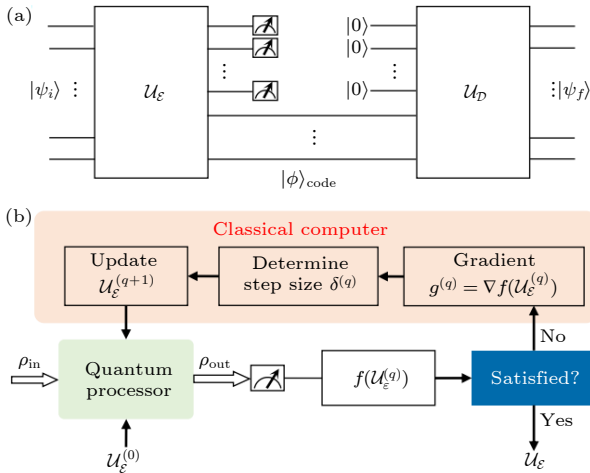 (a)
|0⟩
|0⟩
|ψ_i⟩ ⋮ 𝒰_ℰ ⋮ ⋮ 𝒰_𝒟 ⋮ |ψ_f⟩
|0⟩
⋮
|ϕ⟩_code
(b)
Classical computer
Update
𝒰_ℰ^(q+1)
Determine
step size δ^(q)
Gradient
g^(q) = ∇f(𝒰_ℰ^(q))
No
ρ_in
Quantum
processor
ρ_out
f(𝒰_ε^(q))
Satisfied?
Yes
𝒰_ℰ^(0)
𝒰_ℰ